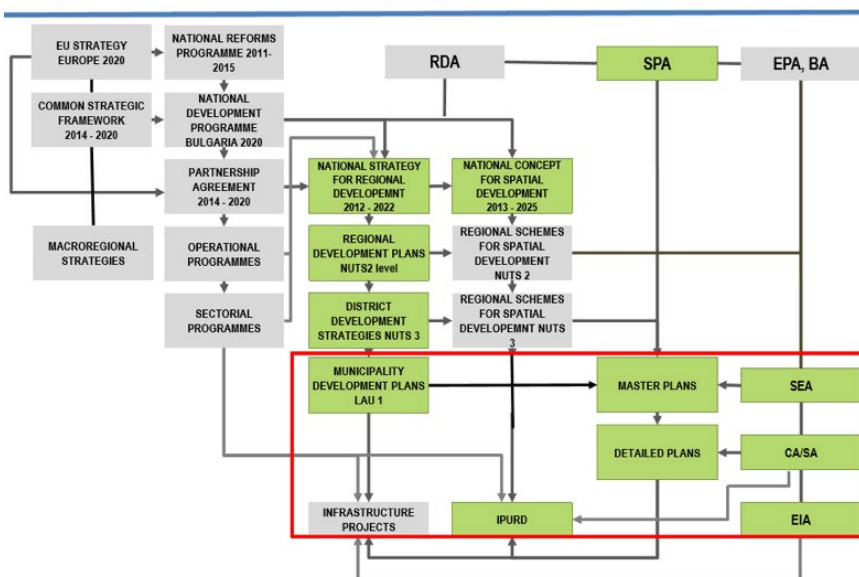 EU STRATEGY
EUROPE 2020
NATIONAL REFORMS
PROGRAMME 2011-
2015
RDA
SPA
EPA, BA
COMMON STRATEGIC
FRAMEWORK
2014 - 2020
NATIONAL
DEVELOPMENT
PROGRAMME
BULGARIA 2020
PARTNERSHIP
AGREEMENT
2014 - 2020
NATIONAL STRATEGY
FOR REGIONAL
DEVELOPEMNT
2012 - 2022
NATIONAL CONCEPT
FOR SPATIAL
DEVELOPMENT
2013 - 2025
MACROREGIONAL
STRATEGIES
OPERATIONAL
PROGRAMMES
REGIONAL
DEVELOPMENT PLANS
NUTS2 level
REGIONAL SCHEMES
FOR SPATIAL
DEVELOPMENT
NUTS 2
SECTORIAL
PROGRAMMES
DISTRICT
DEVELOPMENT
STRATEGIES NUTS 3
REGIONAL SCHEMES
FOR SPATIAL
DEVELOPEMNT NUTS
3
MUNICIPALITY
DEVELOPMENT PLANS
LAU 1
MASTER PLANS
SEA
DETAILED PLANS
CA/SA
INFRASTRUCTURE
PROJECTS
IPURD
EIA